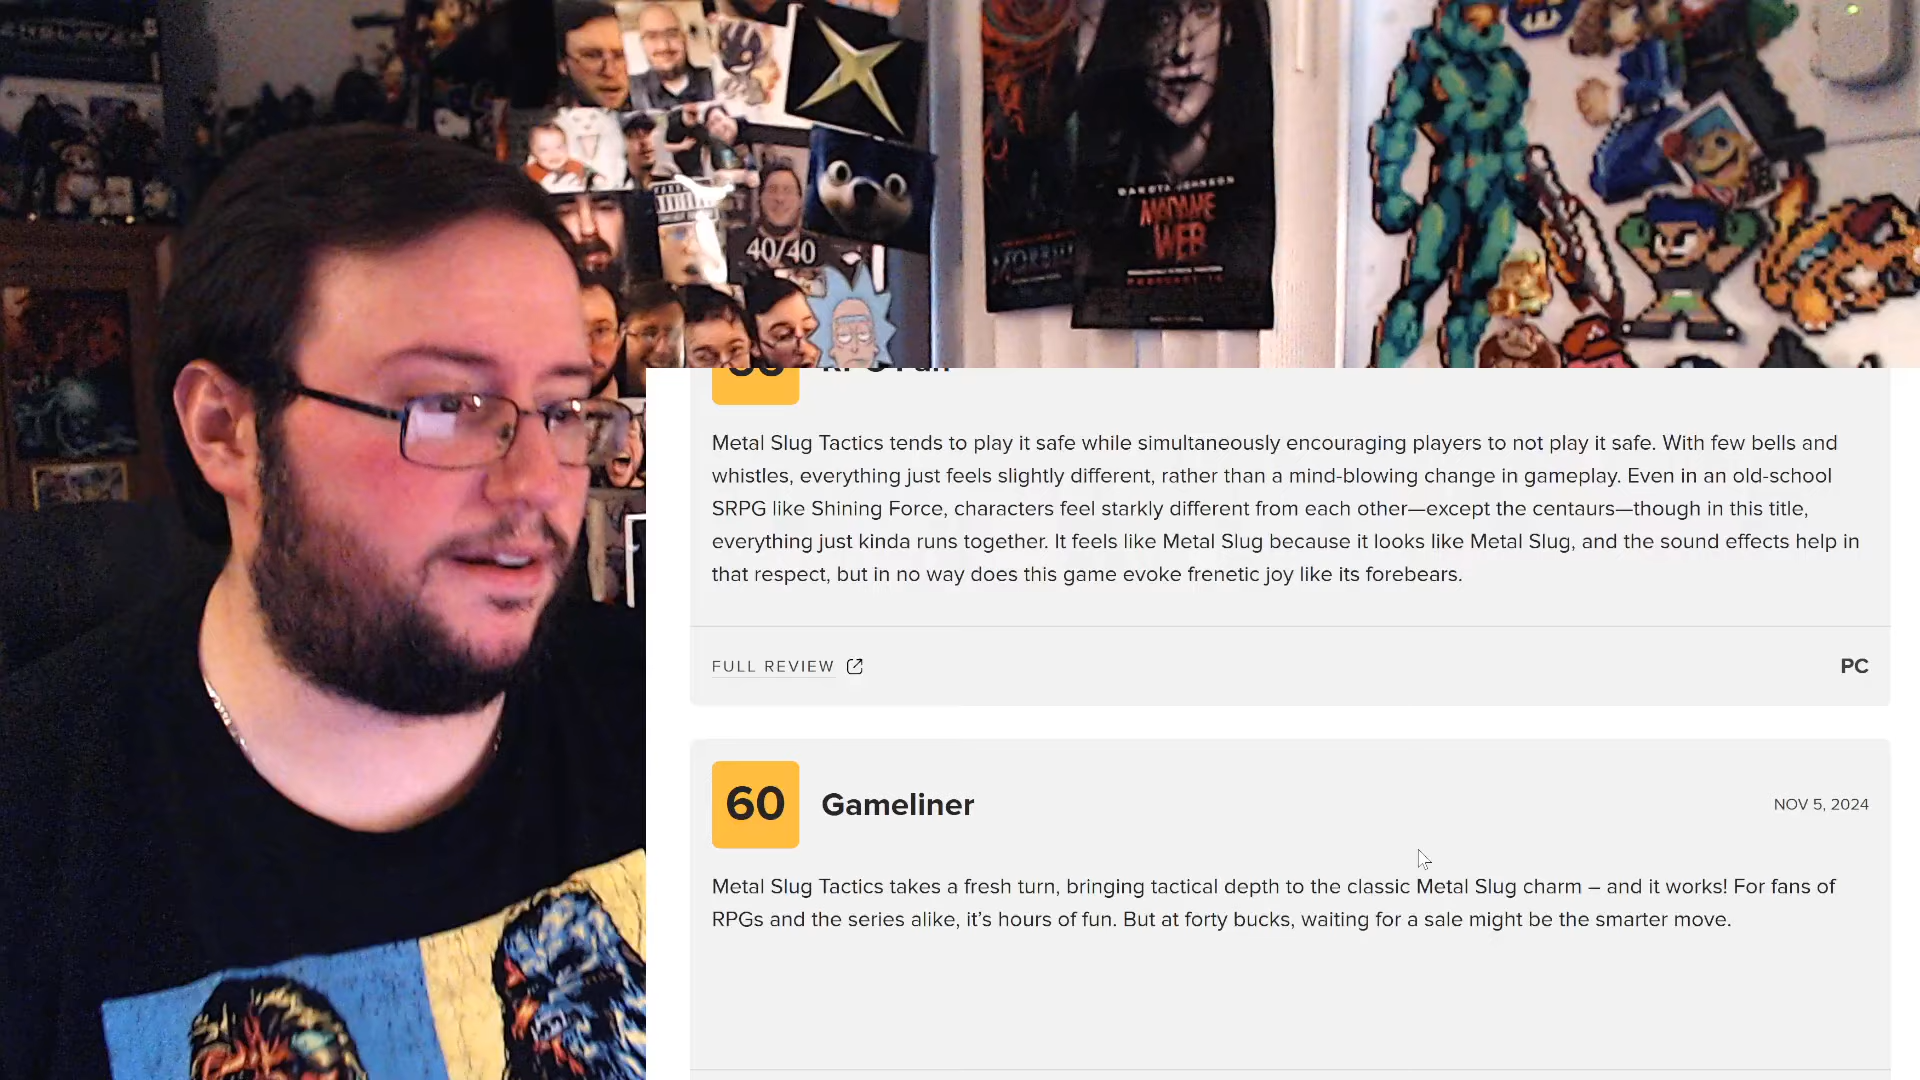 40/40
DAKOTA JOHNSON
MADAME
WEB
MORBIUS
Metal Slug Tactics tends to play it safe while simultaneously encouraging players to not play it safe. With few bells and
whistles, everything just feels slightly different, rather than a mind-blowing change in gameplay. Even in an old-school
SRPG like Shining Force, characters feel starkly different from each other—except the centaurs—though in this title,
everything just kinda runs together. It feels like Metal Slug because it looks like Metal Slug, and the sound effects help in
that respect, but in no way does this game evoke frenetic joy like its forebears.
FULL REVIEW
PC
60 Gameliner
NOV 5, 2024
Metal Slug Tactics takes a fresh turn, bringing tactical depth to the classic Metal Slug charm – and it works! For fans of
RPGs and the series alike, it's hours of fun. But at forty bucks, waiting for a sale might be the smarter move.